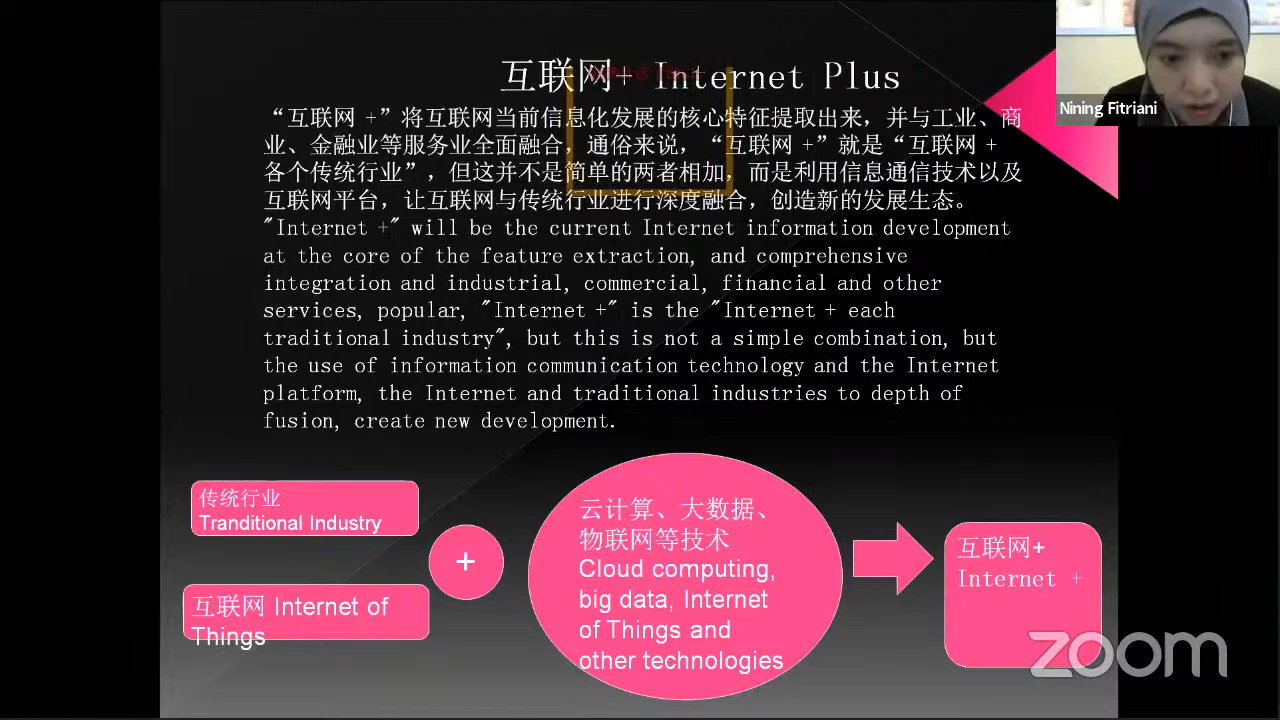 互联网+ Internet Plus
“互联网 +”将互联网当前信息化发展的核心特征提取出来，并与工业、商
业、金融业等服务业全面融合，通俗来说，“互联网 +”就是“互联网 +
各个传统行业”，但这并不是简单的两者相加，而是利用信息通信技术以及
互联网平台，让互联网与传统行业进行深度融合，创造新的发展生态。
"Internet +" will be the current Internet information development
at the core of the feature extraction, and comprehensive
integration and industrial, commercial, financial and other
services, popular, "Internet +" is the "Internet + each
traditional industry", but this is not a simple combination, but
the use of information communication technology and the Internet
platform, the Internet and traditional industries to depth of
fusion, create new development.
Nining Fitriani
传统行业
Tranditional Industry
互联网 Internet of
Things
+
云计算、大数据、
物联网等技术
Cloud computing,
big data, Internet
of Things and
other technologies
互联网+
Internet +
zoom